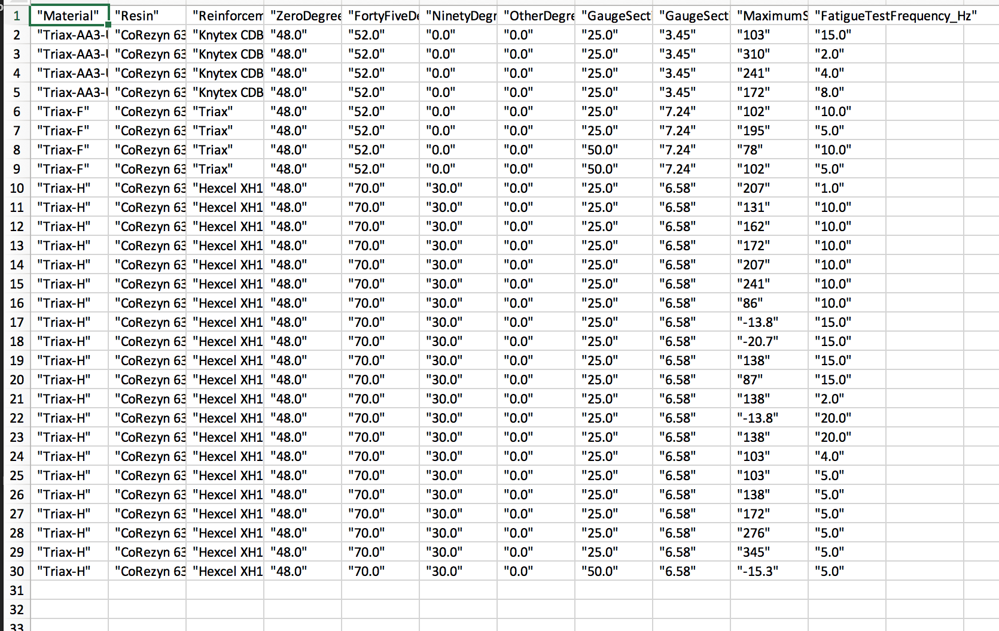 1 "Material" "Resin" "Reinforcem "ZeroDegree "FortyFiveDe "NinetyDegr "OtherDegre "GaugeSecti "GaugeSecti "MaximumS "FatigueTestFrequency_Hz"
2 "Triax-AA3-U "CoRezyn 63 "Knytex CDB "48.0" "52.0" "0.0" "0.0" "25.0" "3.45" "103" "15.0"
3 "Triax-AA3-U "CoRezyn 63 "Knytex CDB "48.0" "52.0" "0.0" "0.0" "25.0" "3.45" "310" "2.0"
4 "Triax-AA3-U "CoRezyn 63 "Knytex CDB "48.0" "52.0" "0.0" "0.0" "25.0" "3.45" "241" "4.0"
5 "Triax-AA3-U "CoRezyn 63 "Knytex CDB "48.0" "52.0" "0.0" "0.0" "25.0" "3.45" "172" "8.0"
6 "Triax-F" "CoRezyn 63 "Triax" "48.0" "52.0" "0.0" "0.0" "25.0" "7.24" "102" "10.0"
7 "Triax-F" "CoRezyn 63 "Triax" "48.0" "52.0" "0.0" "0.0" "25.0" "7.24" "195" "5.0"
8 "Triax-F" "CoRezyn 63 "Triax" "48.0" "52.0" "0.0" "0.0" "50.0" "7.24" "78" "10.0"
9 "Triax-F" "CoRezyn 63 "Triax" "48.0" "52.0" "0.0" "0.0" "50.0" "7.24" "102" "5.0"
10 "Triax-H" "CoRezyn 63 "Hexcel XH1 "48.0" "70.0" "30.0" "0.0" "25.0" "6.58" "207" "1.0"
11 "Triax-H" "CoRezyn 63 "Hexcel XH1 "48.0" "70.0" "30.0" "0.0" "25.0" "6.58" "131" "10.0"
12 "Triax-H" "CoRezyn 63 "Hexcel XH1 "48.0" "70.0" "30.0" "0.0" "25.0" "6.58" "162" "10.0"
13 "Triax-H" "CoRezyn 63 "Hexcel XH1 "48.0" "70.0" "30.0" "0.0" "25.0" "6.58" "172" "10.0"
14 "Triax-H" "CoRezyn 63 "Hexcel XH1 "48.0" "70.0" "30.0" "0.0" "25.0" "6.58" "207" "10.0"
15 "Triax-H" "CoRezyn 63 "Hexcel XH1 "48.0" "70.0" "30.0" "0.0" "25.0" "6.58" "241" "10.0"
16 "Triax-H" "CoRezyn 63 "Hexcel XH1 "48.0" "70.0" "30.0" "0.0" "25.0" "6.58" "86" "10.0"
17 "Triax-H" "CoRezyn 63 "Hexcel XH1 "48.0" "70.0" "30.0" "0.0" "25.0" "6.58" "-13.8" "15.0"
18 "Triax-H" "CoRezyn 63 "Hexcel XH1 "48.0" "70.0" "30.0" "0.0" "25.0" "6.58" "-20.7" "15.0"
19 "Triax-H" "CoRezyn 63 "Hexcel XH1 "48.0" "70.0" "30.0" "0.0" "25.0" "6.58" "138" "15.0"
20 "Triax-H" "CoRezyn 63 "Hexcel XH1 "48.0" "70.0" "30.0" "0.0" "25.0" "6.58" "87" "15.0"
21 "Triax-H" "CoRezyn 63 "Hexcel XH1 "48.0" "70.0" "30.0" "0.0" "25.0" "6.58" "138" "2.0"
22 "Triax-H" "CoRezyn 63 "Hexcel XH1 "48.0" "70.0" "30.0" "0.0" "25.0" "6.58" "-13.8" "20.0"
23 "Triax-H" "CoRezyn 63 "Hexcel XH1 "48.0" "70.0" "30.0" "0.0" "25.0" "6.58" "138" "20.0"
24 "Triax-H" "CoRezyn 63 "Hexcel XH1 "48.0" "70.0" "30.0" "0.0" "25.0" "6.58" "103" "4.0"
25 "Triax-H" "CoRezyn 63 "Hexcel XH1 "48.0" "70.0" "30.0" "0.0" "25.0" "6.58" "103" "5.0"
26 "Triax-H" "CoRezyn 63 "Hexcel XH1 "48.0" "70.0" "30.0" "0.0" "25.0" "6.58" "138" "5.0"
27 "Triax-H" "CoRezyn 63 "Hexcel XH1 "48.0" "70.0" "30.0" "0.0" "25.0" "6.58" "172" "5.0"
28 "Triax-H" "CoRezyn 63 "Hexcel XH1 "48.0" "70.0" "30.0" "0.0" "25.0" "6.58" "276" "5.0"
29 "Triax-H" "CoRezyn 63 "Hexcel XH1 "48.0" "70.0" "30.0" "0.0" "25.0" "6.58" "345" "5.0"
30 "Triax-H" "CoRezyn 63 "Hexcel XH1 "48.0" "70.0" "30.0" "0.0" "50.0" "6.58" "-15.3" "5.0"
31
32
33